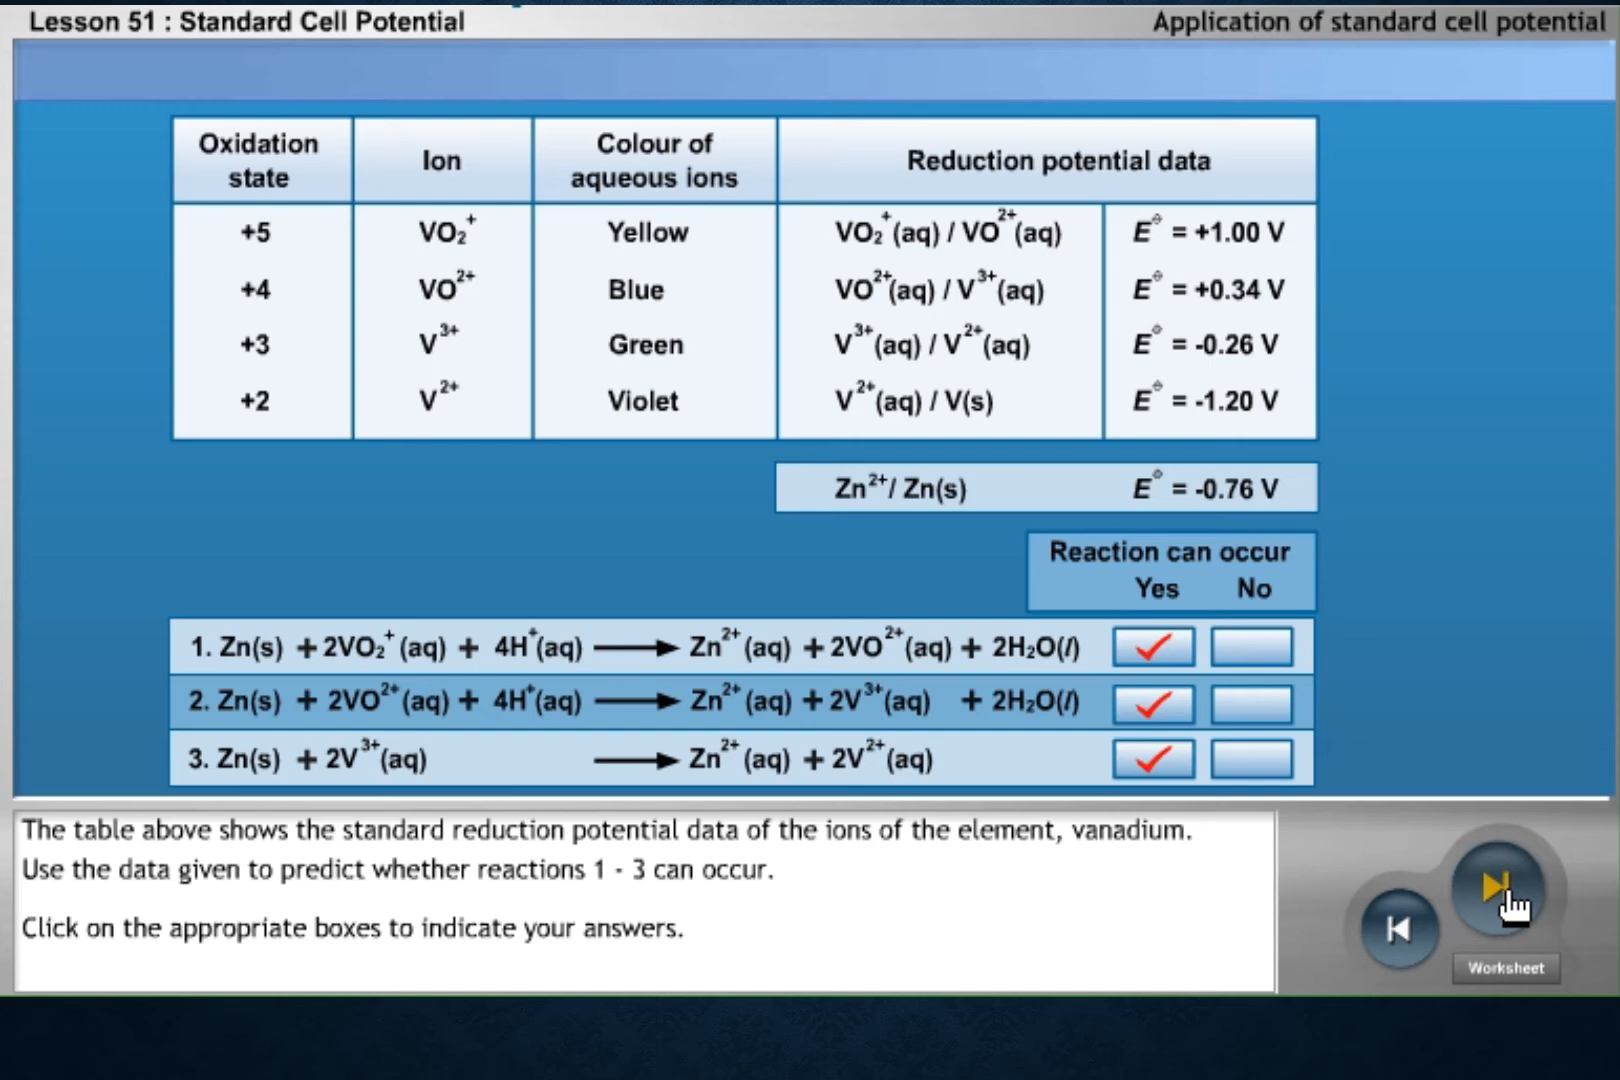 Lesson 51 : Standard Cell Potential
Application of standard cell potential
Oxidation state
Ion
Colour of aqueous ions
Reduction potential data
+5 VO₂⁺ Yellow VO₂⁺(aq) / VO²⁺(aq) E° = +1.00 V
+4 VO²⁺ Blue VO²⁺(aq) / V³⁺(aq) E° = +0.34 V
+3 V³⁺ Green V³⁺(aq) / V²⁺(aq) E° = -0.26 V
+2 V²⁺ Violet V²⁺(aq) / V(s) E° = -1.20 V
Zn²⁺/ Zn(s) E° = -0.76 V
Reaction can occur
Yes No
1. Zn(s) + 2VO₂⁺(aq) + 4H⁺(aq) ⟶ Zn²⁺(aq) + 2VO²⁺(aq) + 2H₂O(l) ✓
2. Zn(s) + 2VO²⁺(aq) + 4H⁺(aq) ⟶ Zn²⁺(aq) + 2V³⁺(aq) + 2H₂O(l) ✓
3. Zn(s) + 2V³⁺(aq) ⟶ Zn²⁺(aq) + 2V²⁺(aq) ✓
The table above shows the standard reduction potential data of the ions of the element, vanadium.
Use the data given to predict whether reactions 1 - 3 can occur.
Click on the appropriate boxes to indicate your answers.
Worksheet